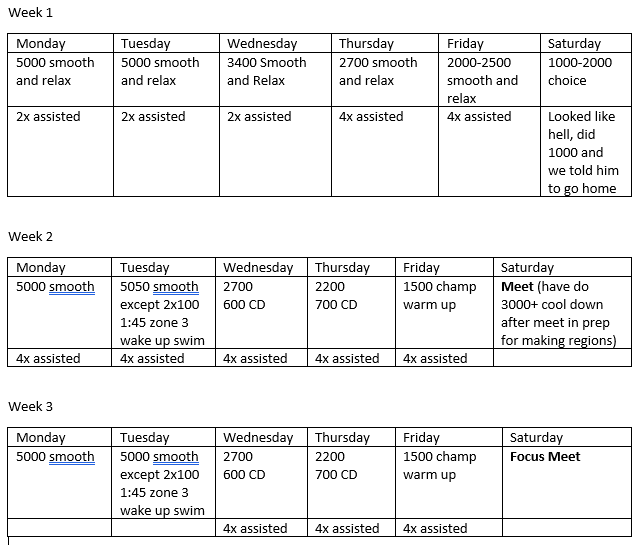 Week 1
Monday Tuesday Wednesday Thursday Friday Saturday
5000 smooth 5000 smooth 3400 Smooth 2700 smooth 2000-2500 1000-2000
and relax and relax and Relax and relax smooth and choice
relax
2x assisted 2x assisted 2x assisted 4x assisted 4x assisted Looked like
hell, did
1000 and
we told him
to go home
Week 2
Monday Tuesday Wednesday Thursday Friday Saturday
5000 smooth 5050 smooth 2700 2200 1500 champ Meet (have do
except 2x100 600 CD 700 CD warm up 3000+ cool down
1:45 zone 3 after meet in prep
wake up swim for making regions)
4x assisted 4x assisted 4x assisted 4x assisted 4x assisted
Week 3
Monday Tuesday Wednesday Thursday Friday Saturday
5000 smooth 5000 smooth 2700 2200 1500 champ Focus Meet
except 2x100 600 CD 700 CD warm up
1:45 zone 3
wake up swim
4x assisted 4x assisted 4x assisted